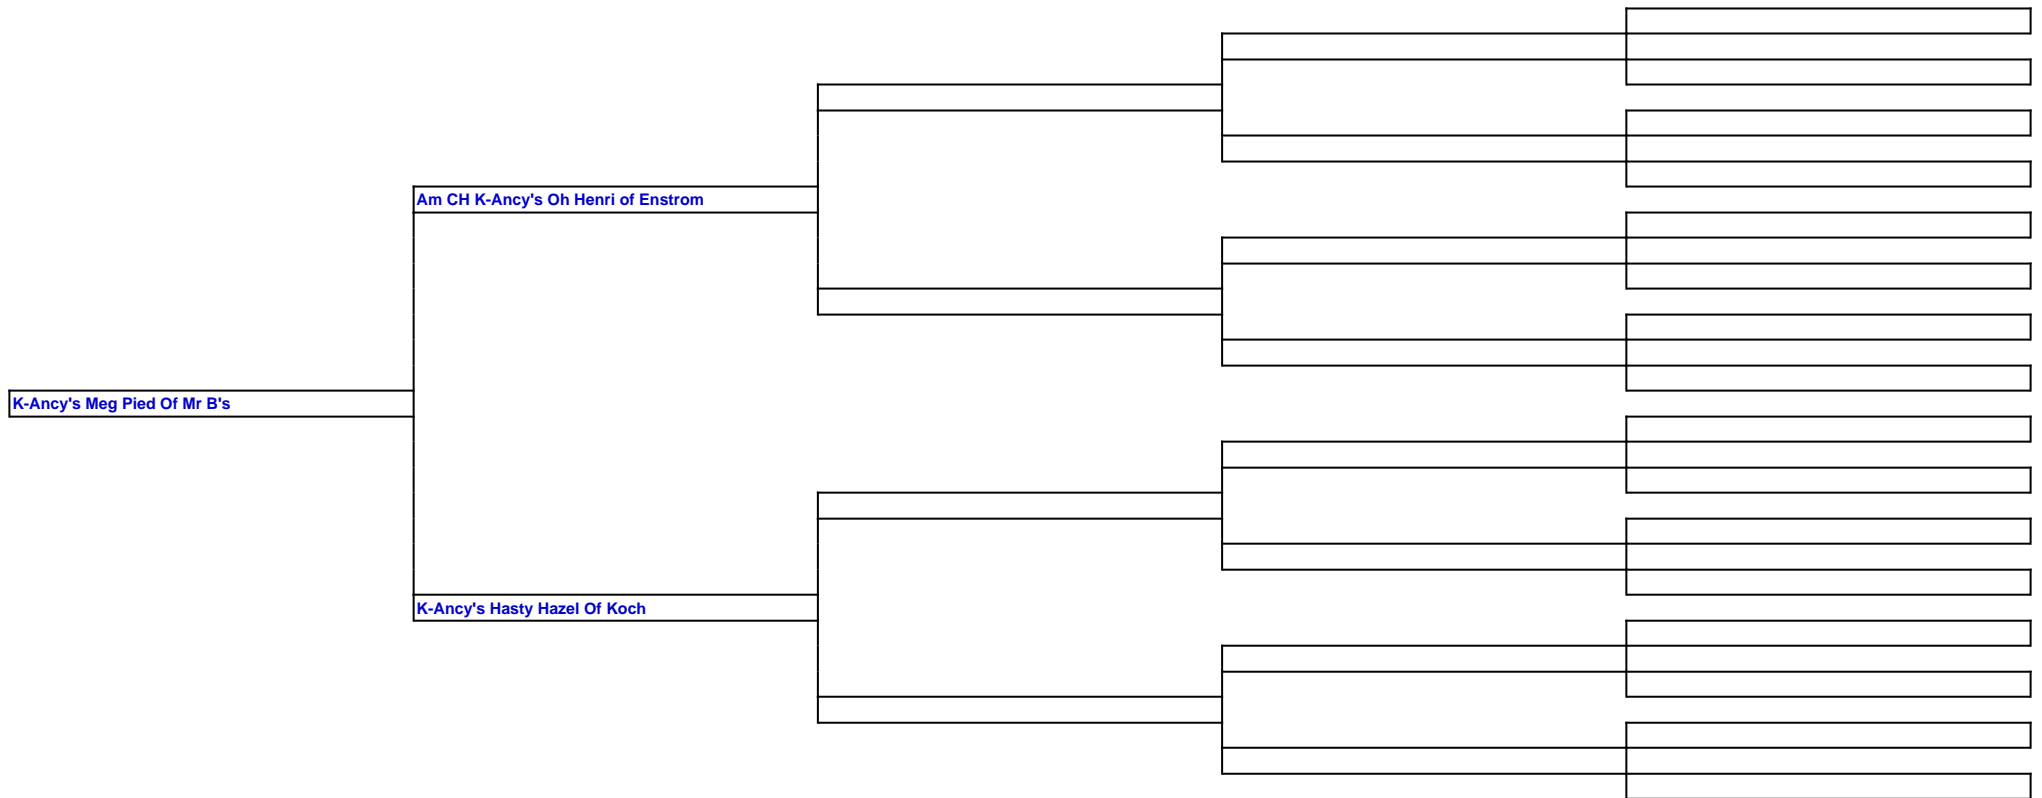 Am CH K-Ancy's Oh Henri of Enstrom
K-Ancy's Meg Pied Of Mr B's
K-Ancy's Hasty Hazel Of Koch